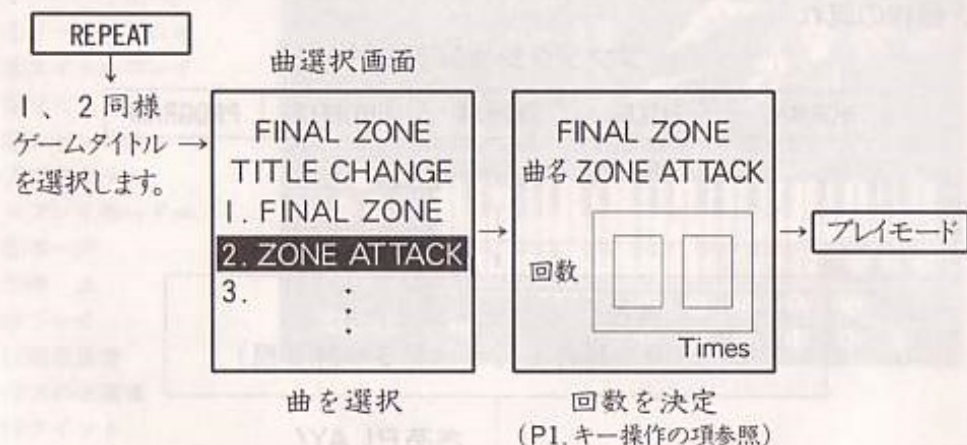 REPEAT
1、2同様
ゲームタイトル
を選択します。
曲選択画面
FINAL ZONE
TITLE CHANGE
1. FINAL ZONE
2. ZONE ATTACK
3.
曲を選択
FINAL ZONE
曲名 ZONE ATTACK
回数
Times
回数を決定
(P1、キー操作の項参照)
プレイモード